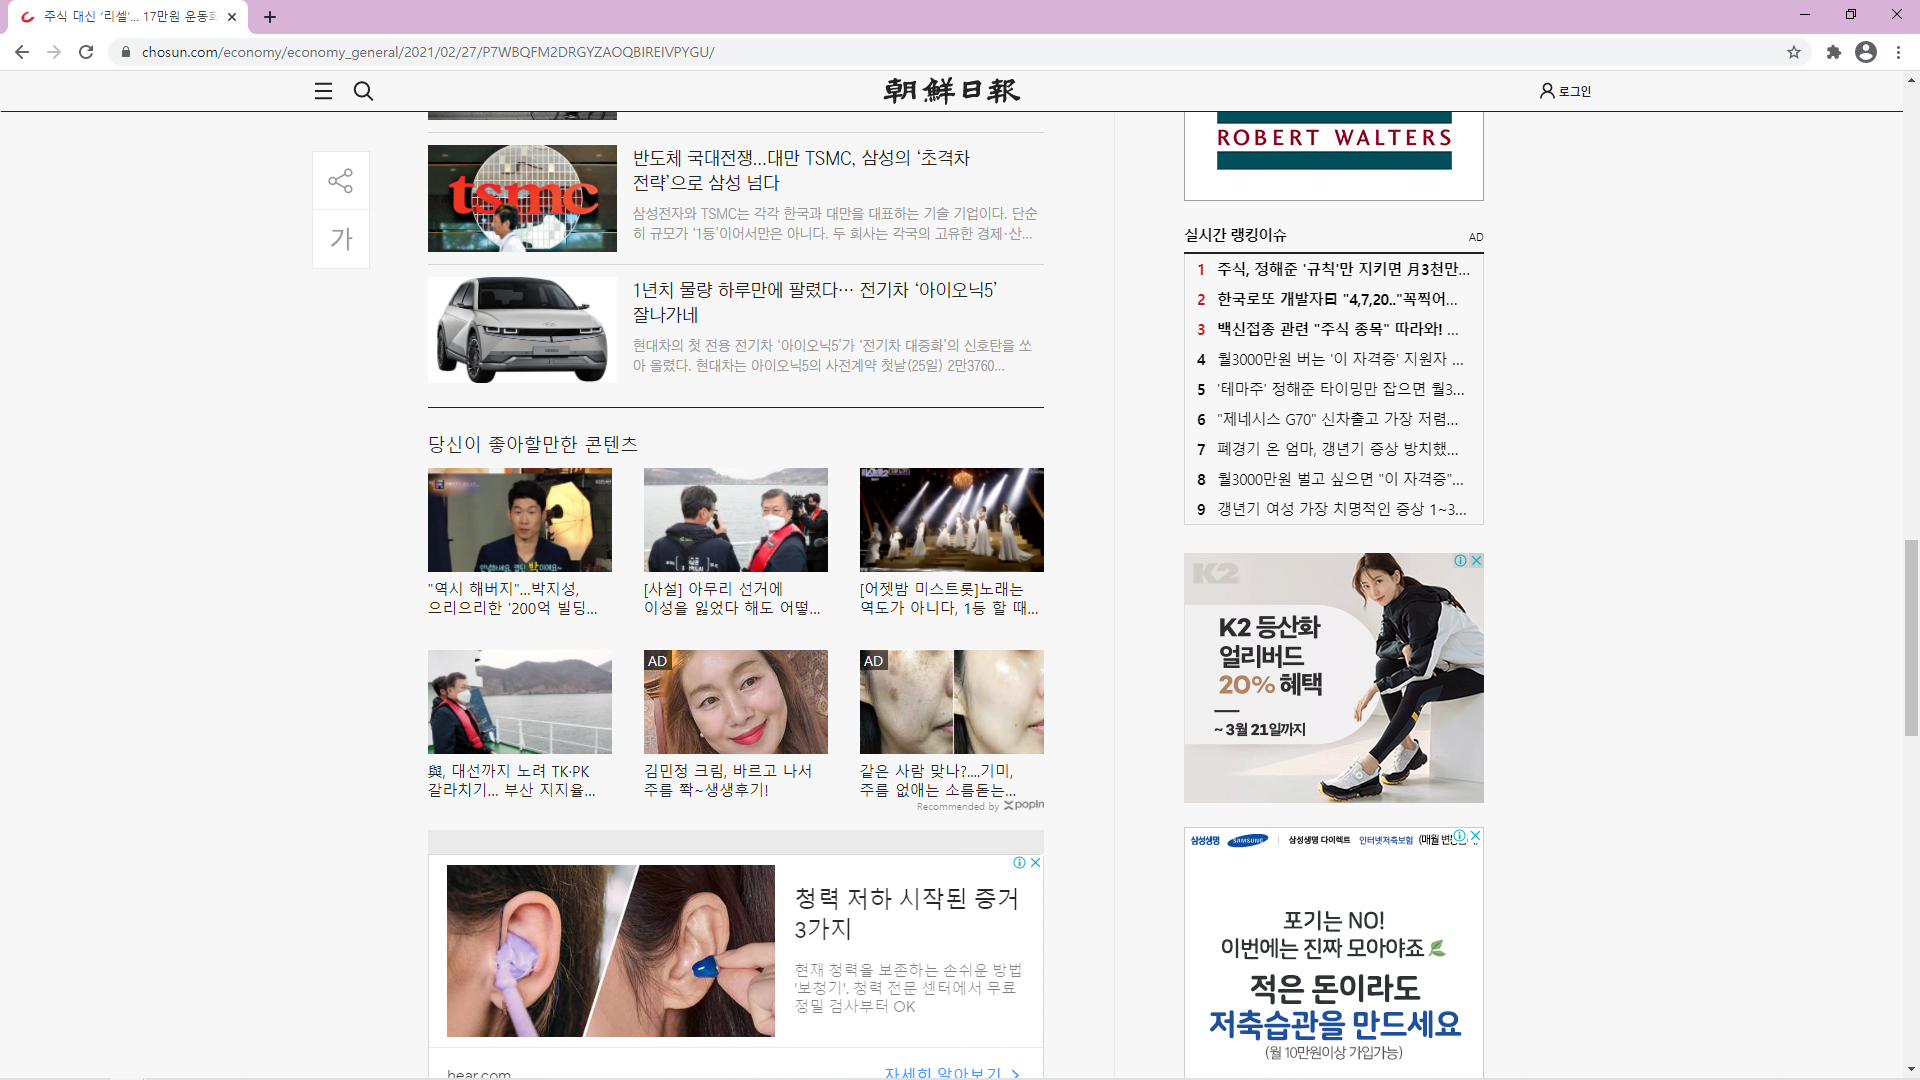 주식 대신 '리셀'... 17만원 운동화
chosun.com/economy/economy_general/2021/02/27/P7WBQFM2DRGYZAOQBIREIVPYGU/
朝鮮日報
로그인
가
반도체 국대전쟁...대만 TSMC, 삼성의 ‘초격차
전략’으로 삼성 넘다
삼성전자와 TSMC는 각각 한국과 대만을 대표하는 기술 기업이다. 단순
히 규모가 ‘1등’이어서만은 아니다. 두 회사는 각국의 고유한 경제·산...
tsmc
1년치 물량 하루만에 팔렸다… 전기차 ‘아이오닉5’
잘나가네
현대차의 첫 전용 전기차 ‘아이오닉5’가 ‘전기차 대중화’의 신호탄을 쏘
아 올렸다. 현대차는 아이오닉5의 사전계약 첫날(25일) 2만3760...
당신이 좋아할만한 콘텐츠
안녕하세요, 캡틴 박이에요~
"역시 해버지"...박지성,
으리으리한 '200억 빌딩...
[사설] 아무리 선거에
이성을 잃었다 해도 어떻...
[어젯밤 미스트롯]노래는
역도가 아니다, 1등 할 때...
與, 대선까지 노려 TK·PK
갈라치기... 부산 지지율...
AD
김민정 크림, 바르고 나서
주름 쫙~생생후기!
AD
같은 사람 맞나?....기미,
주름 없애는 소름돋는...
Recommended by popIn
청력 저하 시작된 증거
3가지
현재 청력을 보존하는 손쉬운 방법
'보청기'. 청력 전문 센터에서 무료
정밀 검사부터 OK
hear.com
자세히 알아보기 >
ROBERT WALTERS
실시간 랭킹이슈
AD
1 주식, 정해준 '규칙'만 지키면 月3천만...
2 한국로또 개발자曰 "4,7,20.."꼭찍어...
3 백신접종 관련 "주식 종목" 따라와! ...
4 월3000만원 버는 '이 자격증' 지원자 ...
5 '테마주' 정해준 타이밍만 잡으면 월3...
6 "제네시스 G70" 신차출고 가장 저렴...
7 폐경기 온 엄마, 갱년기 증상 방치했...
8 월3000만원 벌고 싶으면 "이 자격증"...
9 갱년기 여성 가장 치명적인 증상 1~3...
K2
K2 등산화
얼리버드
20% 혜택
~ 3월 21일까지
삼성생명 SAMSUNG 삼성생명 다이렉트 인터넷저축보험
포기는 NO!
이번에는 진짜 모아야죠
적은 돈이라도
저축습관을 만드세요
(월 10만원이상 가입가능)